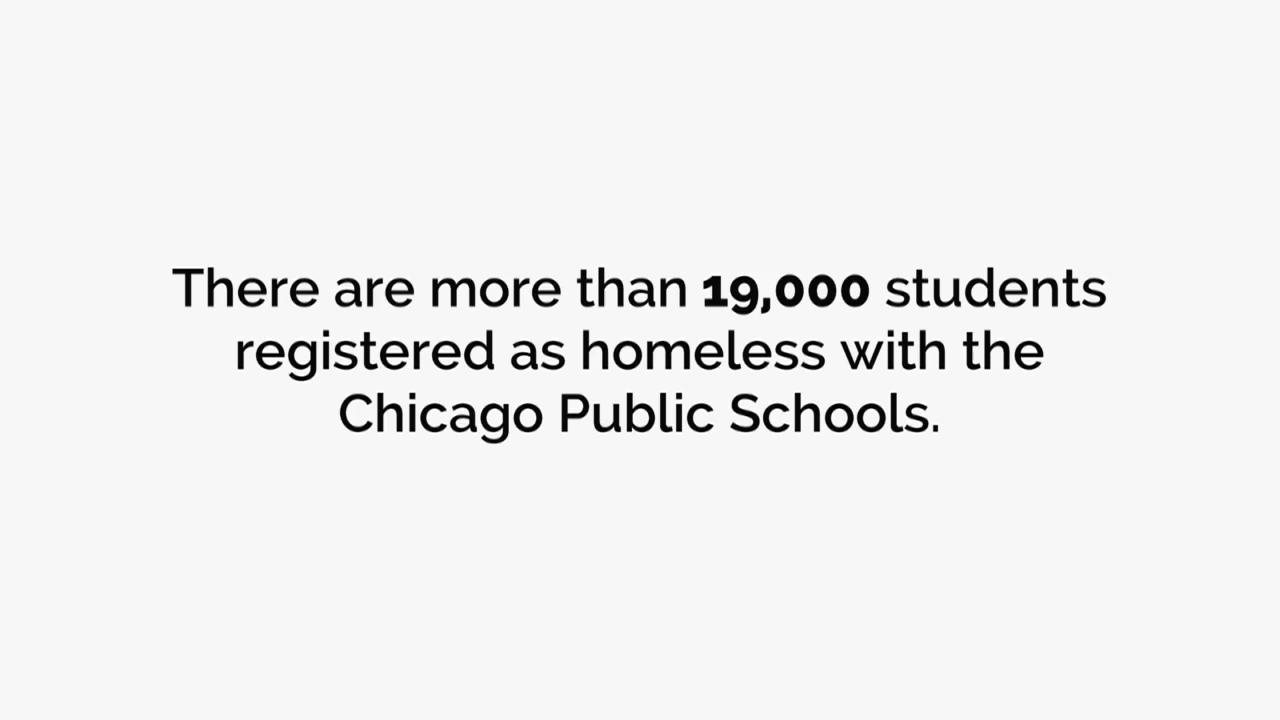 There are more than 19,000 students
registered as homeless with the
Chicago Public Schools.